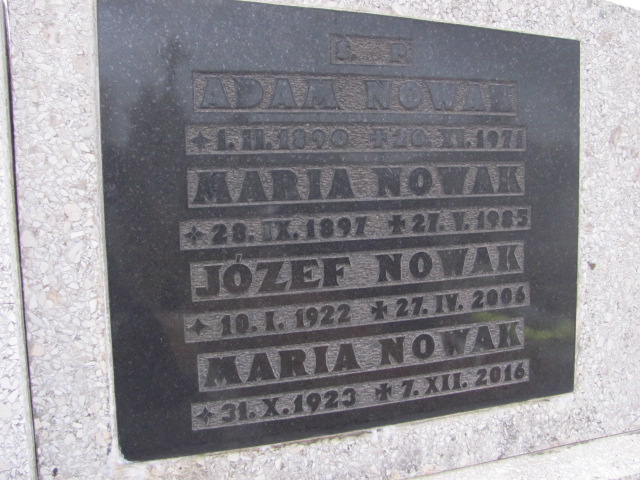 Ś. P.
ADAM NOWAK
✦ 1. II. 1890 ✚ 20. XI. 1971
MARIA NOWAK
✦ 28. IX. 1897 ✚ 27. V. 1985
JÓZEF NOWAK
✦ 10. I. 1922 ✚ 27. IV. 2006
MARIA NOWAK
✦ 31. X. 1923 ✚ 7. XII. 2016